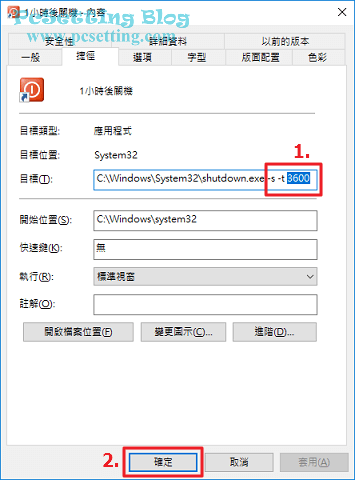 1小時後關機 - 內容
Pcsetting Blog
www.pcsetting.com
安全性 詳細資料 以前的版本
一般 捷徑 選項 字型 版面配置 色彩
1小時後關機
1.
目標類型: 應用程式
目標位置: System32
目標(T): C:\Windows\System32\shutdown.exe -s -t 3600
開始位置(S): C:\Windows\system32
快速鍵(K): 無
執行(R): 標準視窗
註解(O):
開啟檔案位置(F) 變更圖示(C)... 進階(D)...
2. 確定 取消 套用(A)